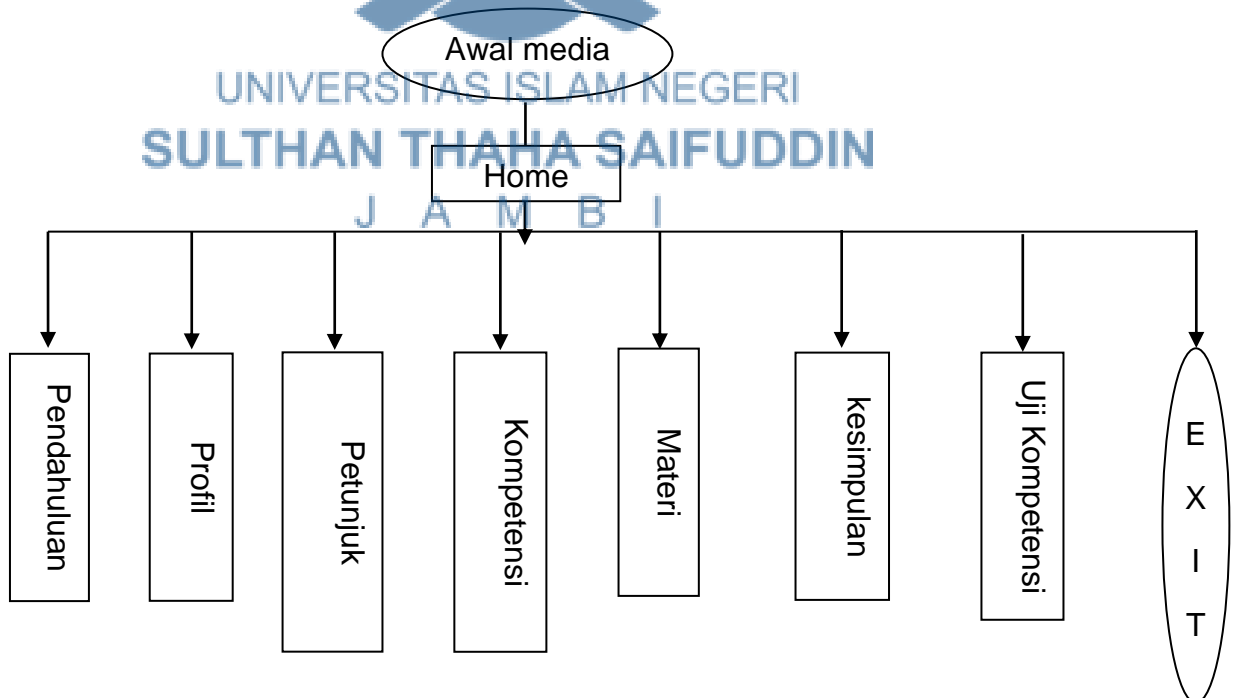 Awal media
UNIVERSITAS ISLAM NEGERI
SULTHAN THAHA SAIFUDDIN
Home
J A M B I
Pendahuluan
Profil
Petunjuk
Kompetensi
Materi
kesimpulan
Uji Kompetensi
E
X
I
T